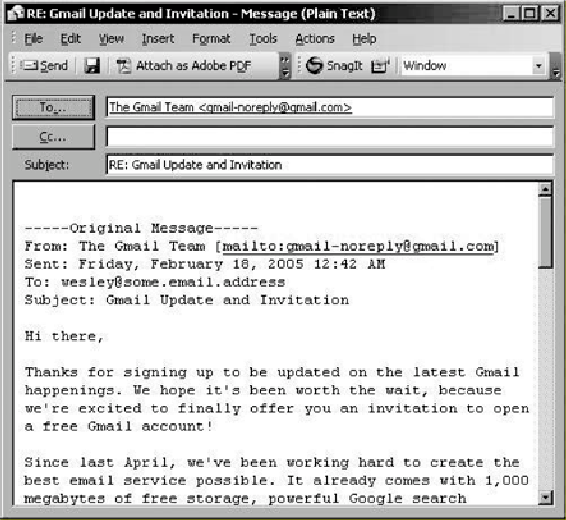 RE: Gmail Update and Invitation - Message (Plain Text)
File Edit View Insert Format Tools Actions Help
Send Attach as Adobe PDF SnagIt Window
To... The Gmail Team <gmail-noreply@gmail.com>
Cc...
Subject: RE: Gmail Update and Invitation
-----Original Message-----
From: The Gmail Team [mailto:gmail-noreply@gmail.com]
Sent: Friday, February 18, 2005 12:42 AM
To: wesley@some.email.address
Subject: Gmail Update and Invitation
Hi there,
Thanks for signing up to be updated on the latest Gmail
happenings. We hope it's been worth the wait, because
we're excited to finally offer you an invitation to open
a free Gmail account!
Since last April, we've been working hard to create the
best email service possible. It already comes with 1,000
megabytes of free storage, powerful Google search